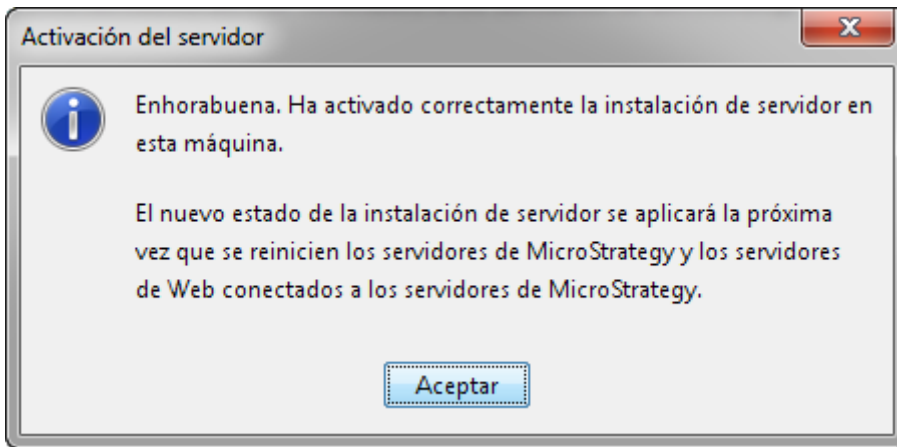 Activación del servidor
Enhorabuena. Ha activado correctamente la instalación de servidor en
esta máquina.
El nuevo estado de la instalación de servidor se aplicará la próxima
vez que se reinicien los servidores de MicroStrategy y los servidores
de Web conectados a los servidores de MicroStrategy.
Aceptar